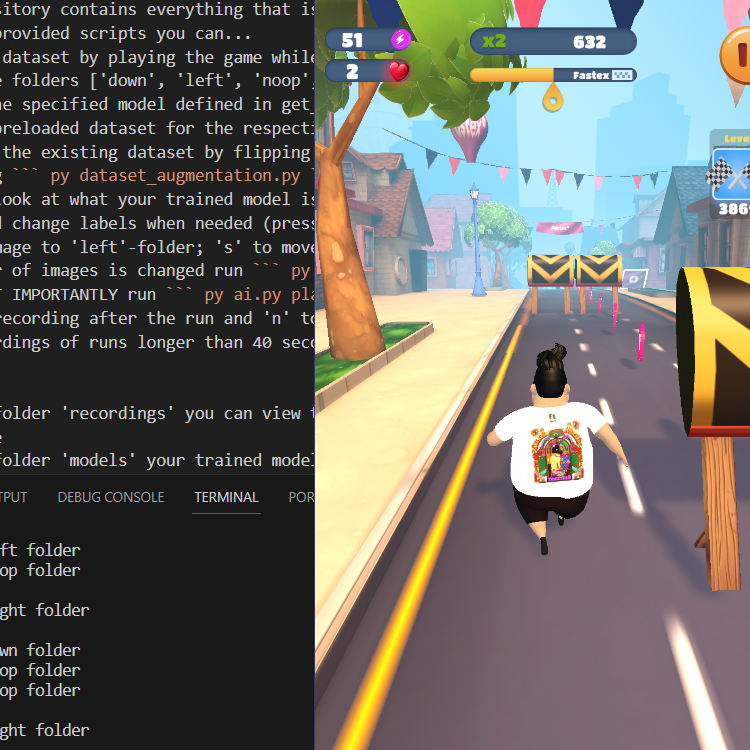 sitory contains everything that is
provided scripts you can...
dataset by playing the game while
e folders ['down', 'left', 'noop',
he specified model defined in get_
preloaded dataset for the respecti
the existing dataset by flipping
g ``` py dataset_augmentation.py `
look at what your trained model is
d change labels when needed (press
mage to 'left'-folder; 's' to move
r of images is changed run ``` py
T IMPORTANTLY run ``` py ai.py pla
recording after the run and 'n' to
rdings of runs longer than 40 seco
folder 'recordings' you can view t
e
folder 'models' your trained model
TPUT DEBUG CONSOLE TERMINAL POR
ft folder
op folder
ght folder
wn folder
op folder
op folder
ght folder
51
x2 632
2
Fastex
Leve
386